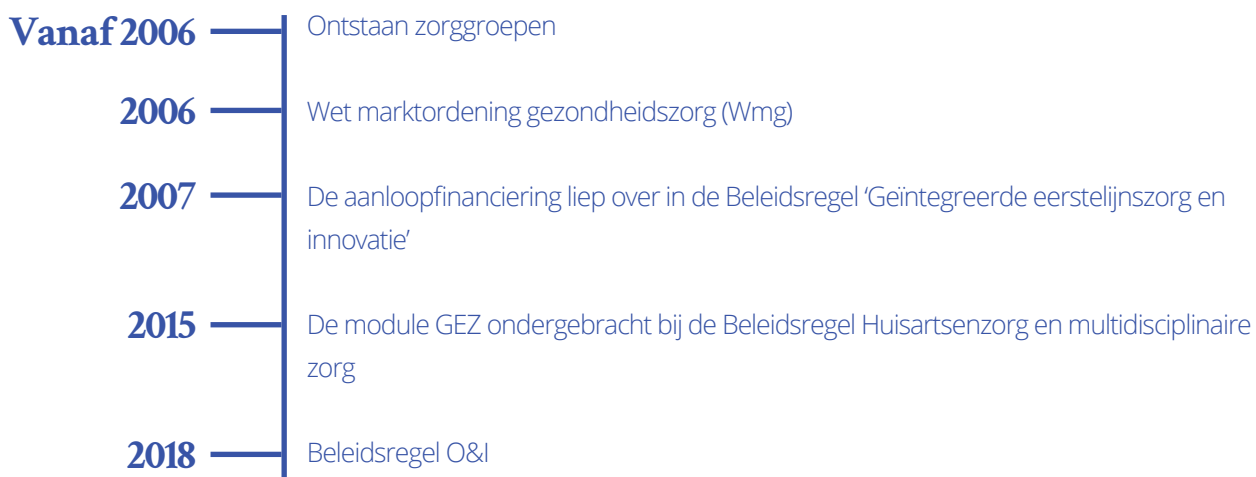 Vanaf 2006 Ontstaan zorggroepen
2006 Wet marktordening gezondheidszorg (Wmg)
2007 De aanloopfinanciering liep over in de Beleidsregel ‘Geïntegreerde eerstelijnszorg en
innovatie’
2015 De module GEZ ondergebracht bij de Beleidsregel Huisartsenzorg en multidisciplinaire
zorg
2018 Beleidsregel O&I